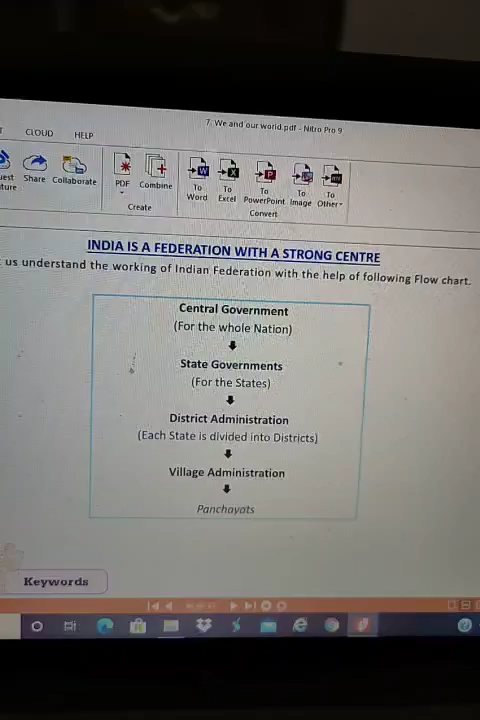 7. We and our world.pdf - Nitro Pro 9
CLOUD HELP
Share Collaborate PDF Combine To Word To Excel To PowerPoint To Image To Other
Create Convert
INDIA IS A FEDERATION WITH A STRONG CENTRE
us understand the working of Indian Federation with the help of following Flow chart.
Central Government
(For the whole Nation)
State Governments
(For the States)
District Administration
(Each State is divided into Districts)
Village Administration
Panchayats
Keywords